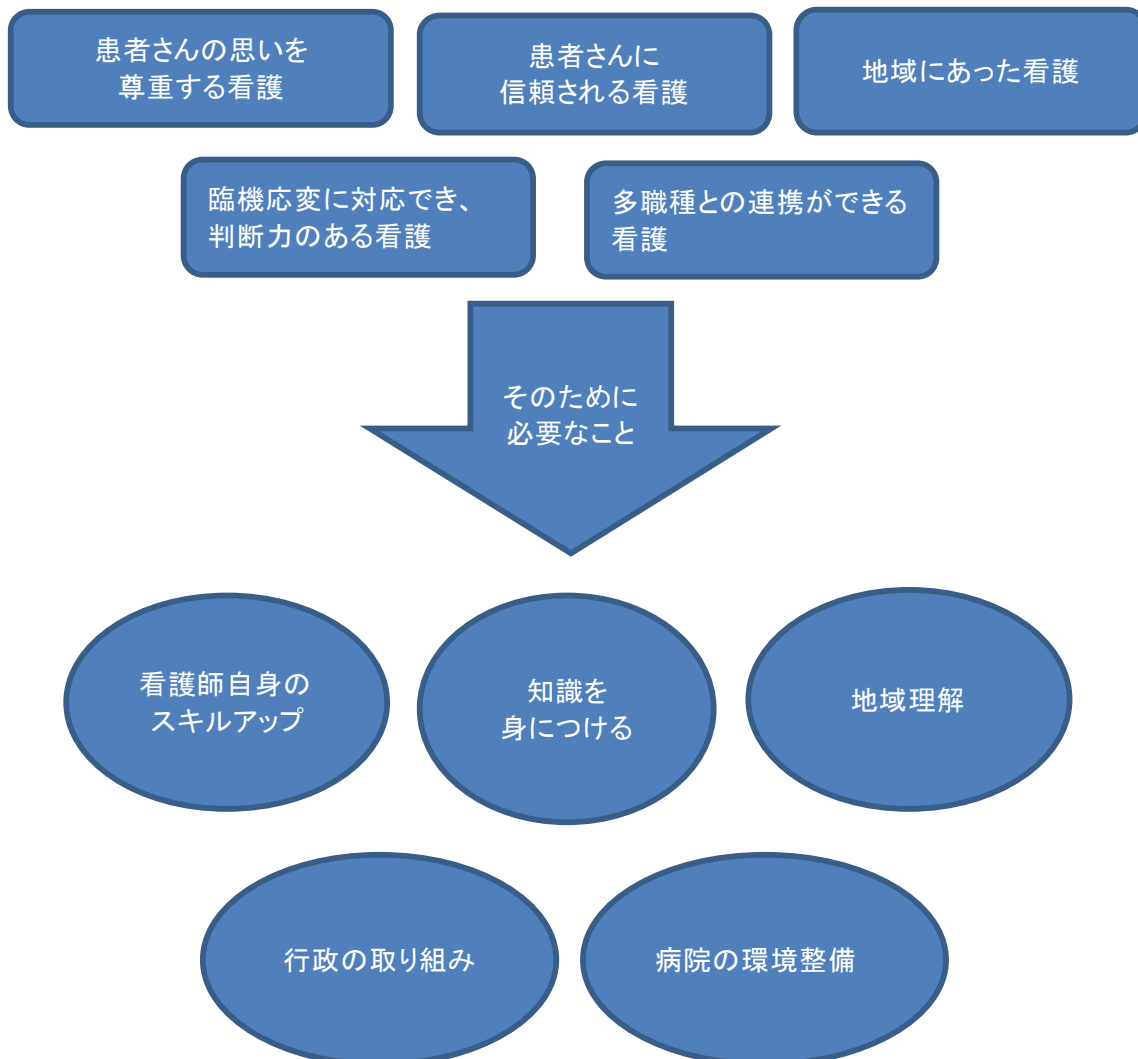 患者さんの思いを
尊重する看護
患者さんに
信頼される看護
地域にあった看護
臨機応変に対応でき、
判断力のある看護
多職種との連携ができる
看護
そのために
必要なこと
看護師自身の
スキルアップ
知識を
身につける
地域理解
行政の取り組み
病院の環境整備